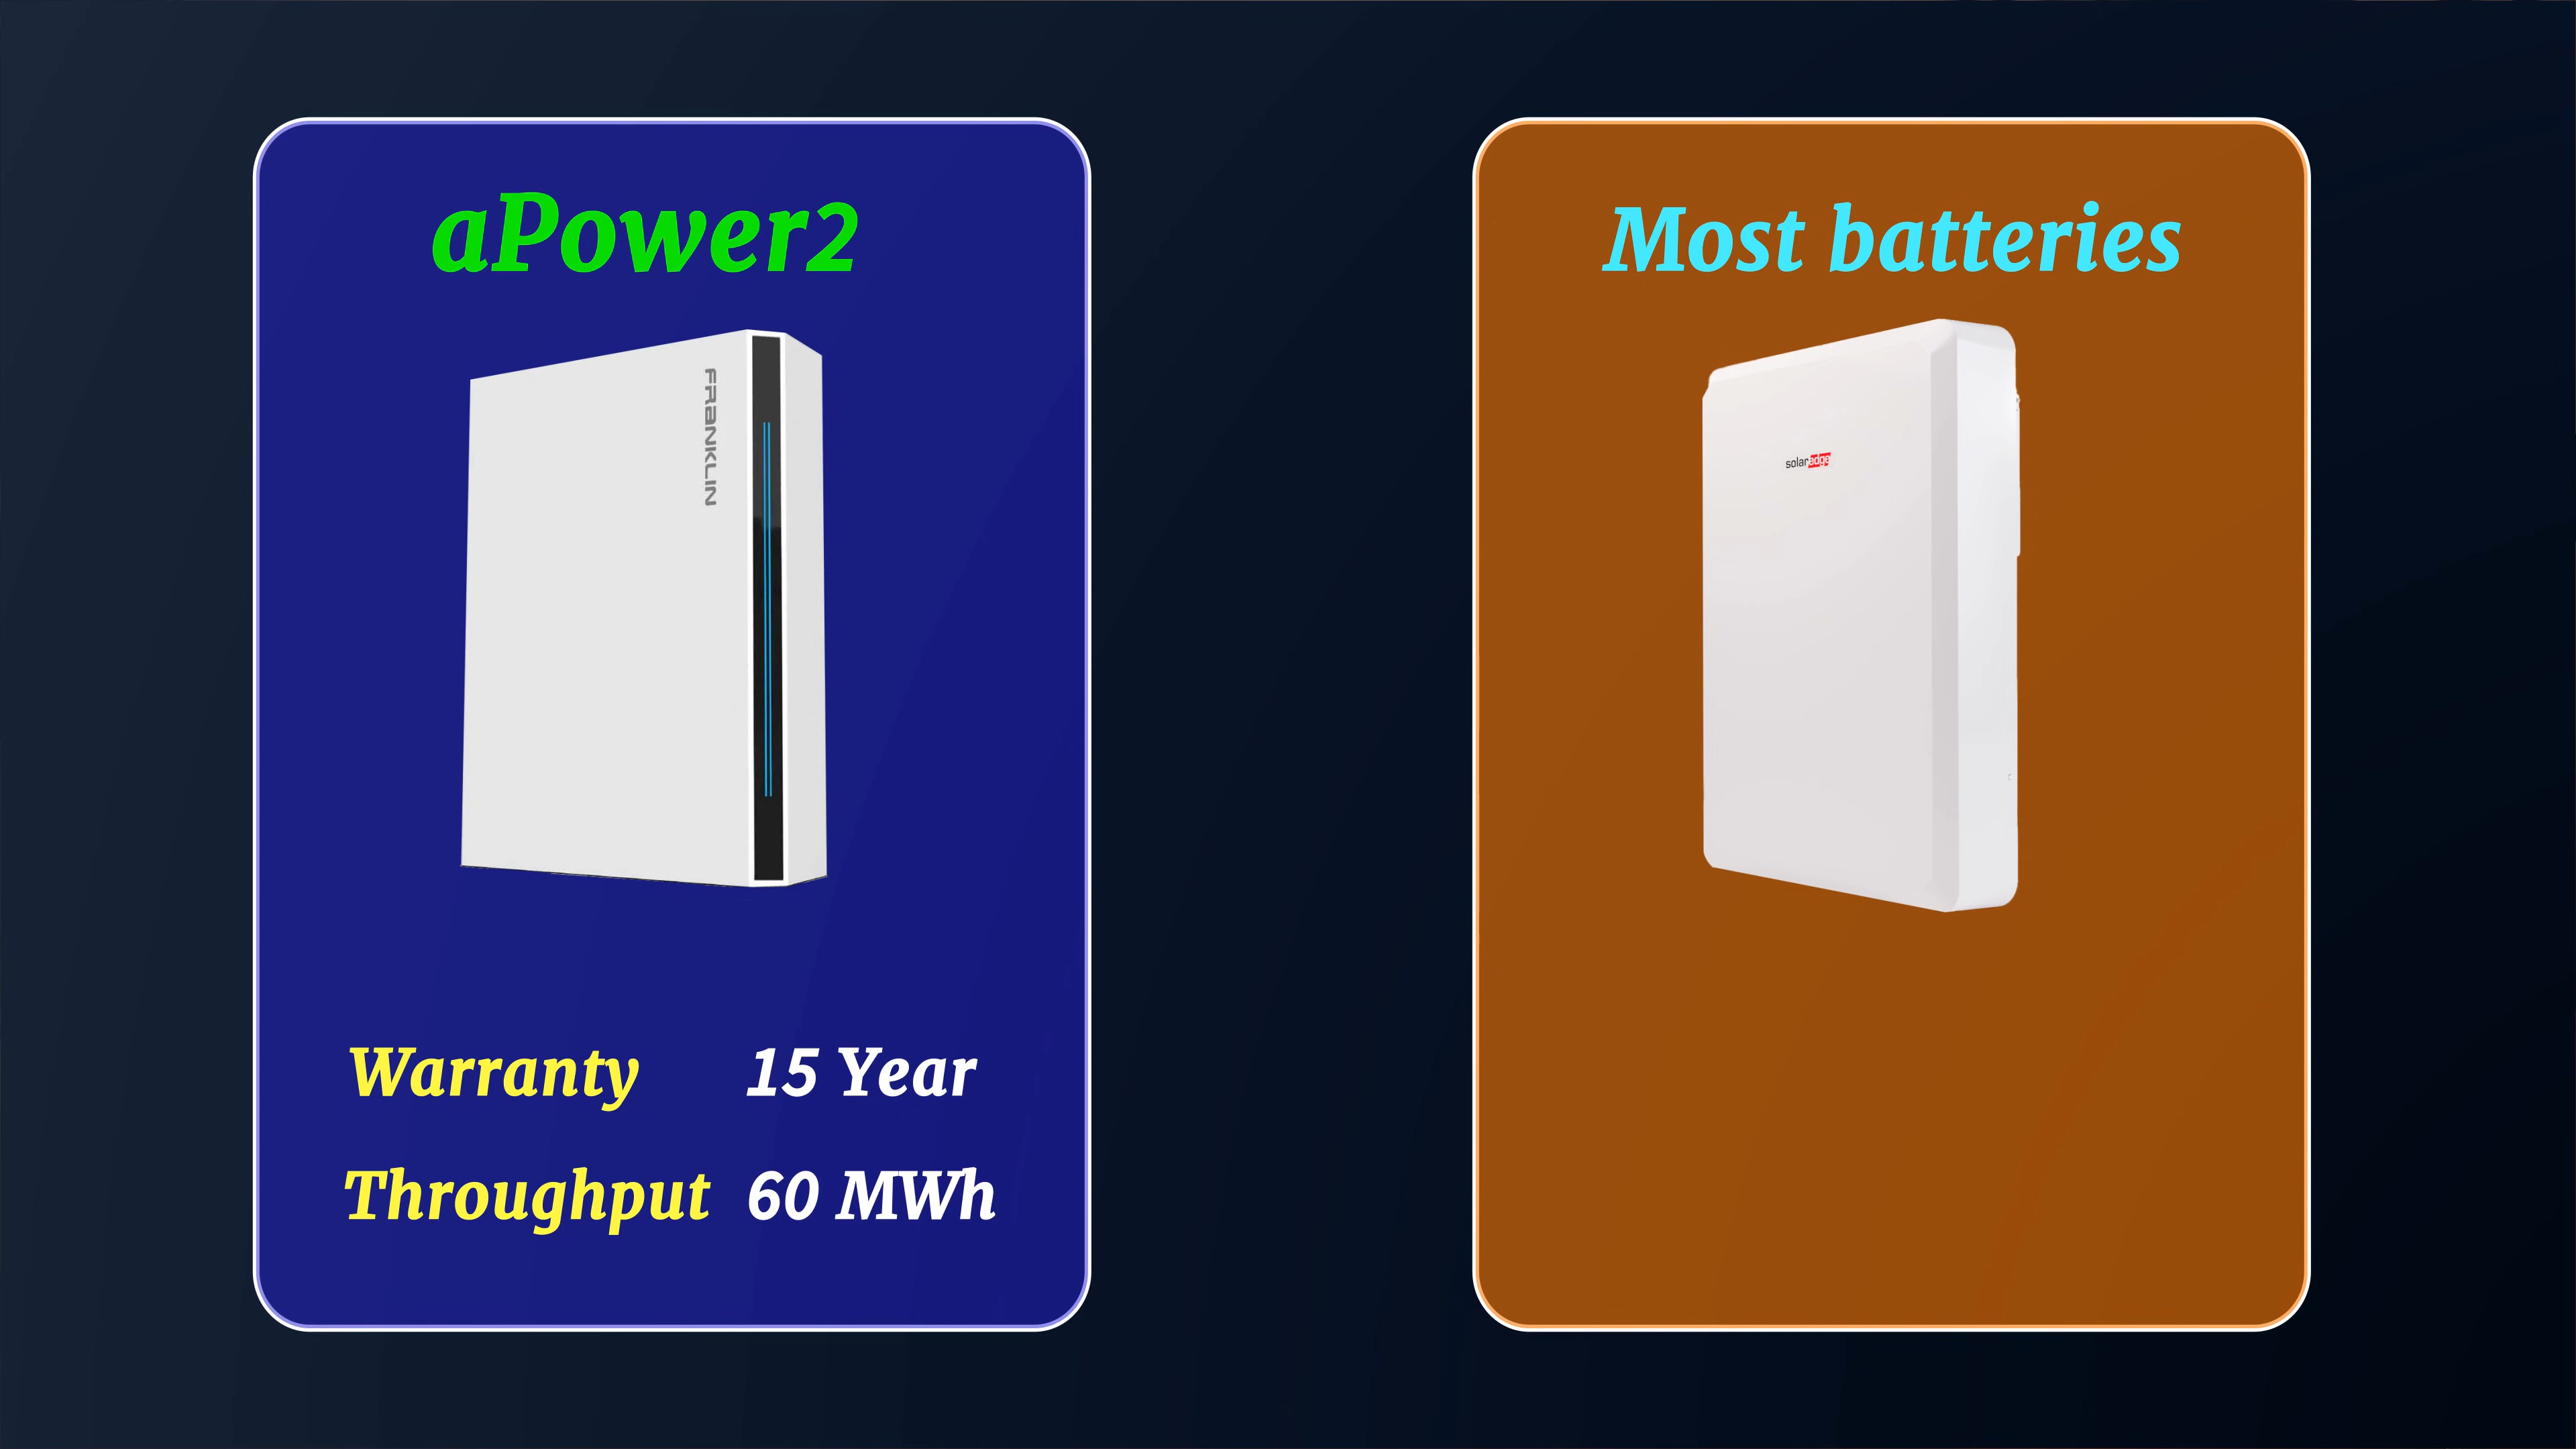 aPower2
FRANKLIN
Warranty 15 Year
Throughput 60 MWh
Most batteries
solaredge